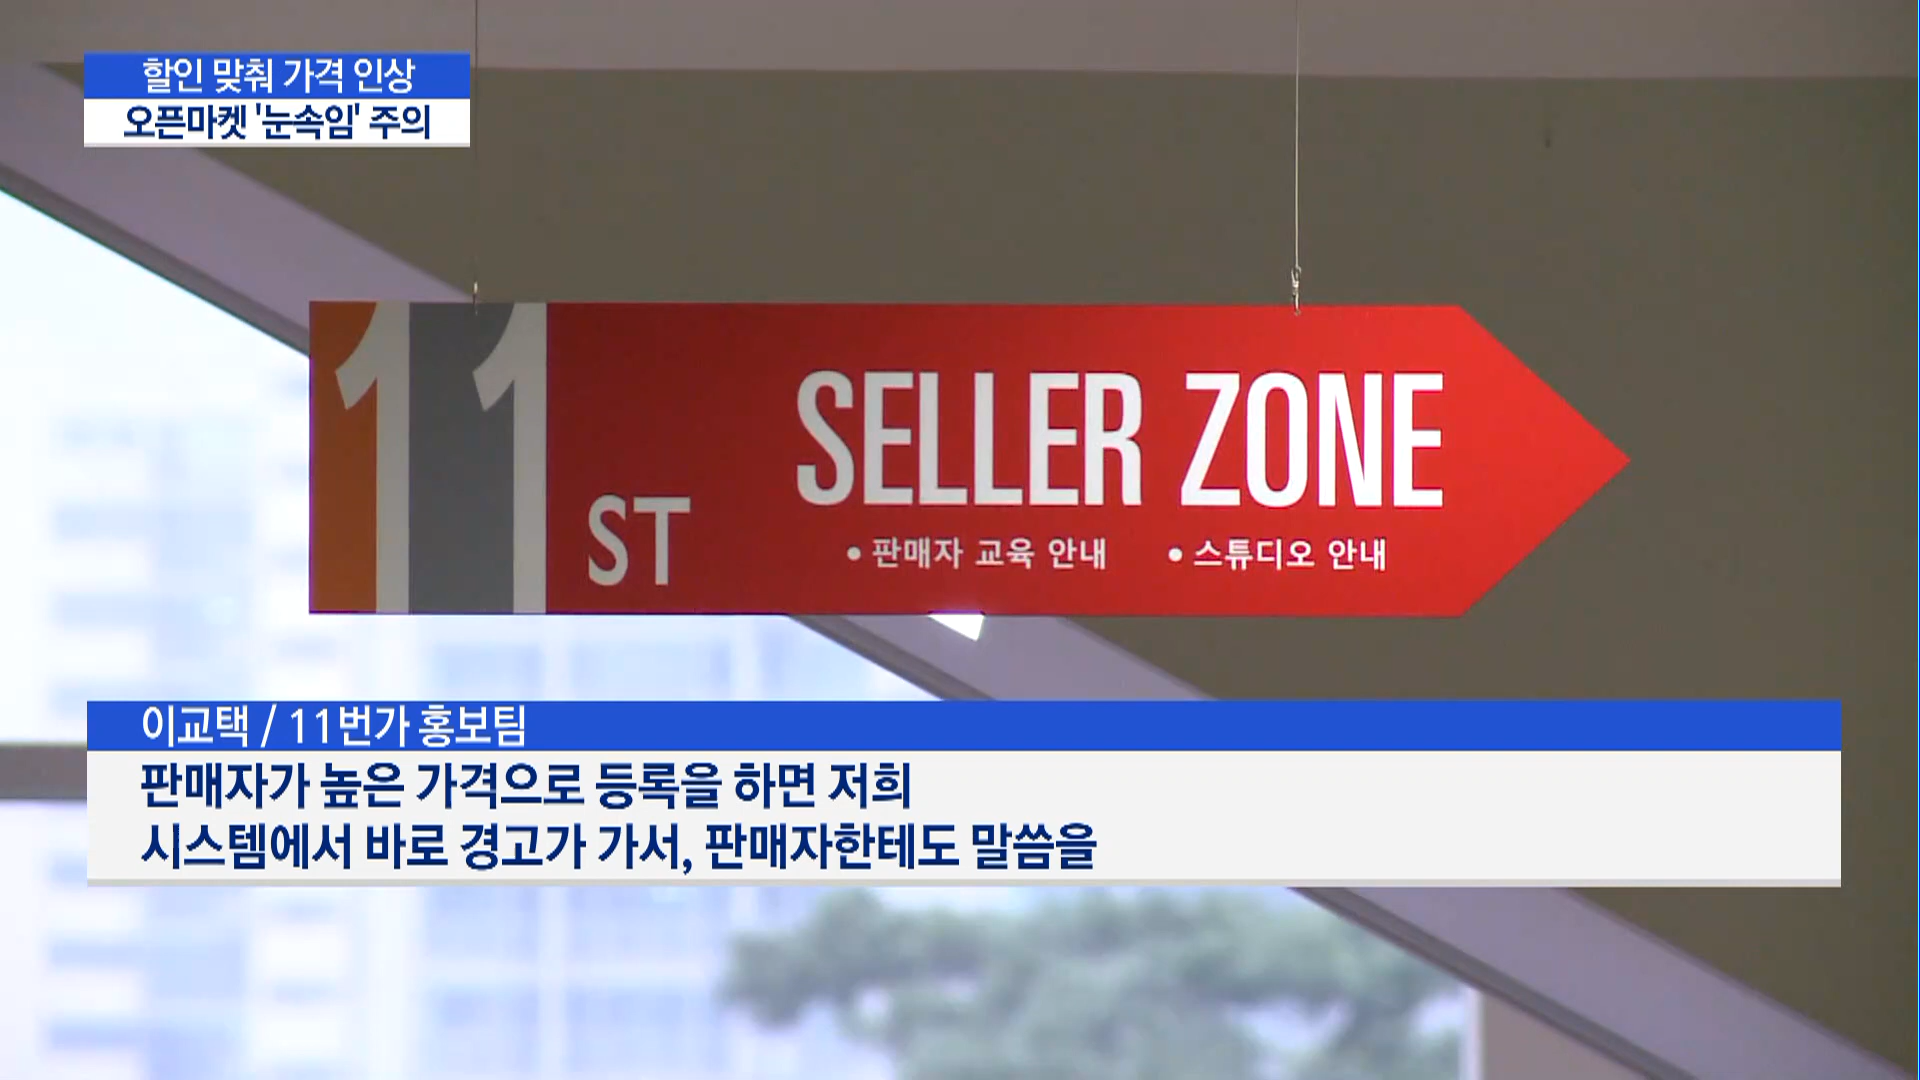 할인 맞춰 가격 인상
오픈마켓 '눈속임' 주의
11ST
SELLER ZONE
• 판매자 교육 안내 • 스튜디오 안내
이교택 / 11번가 홍보팀
판매자가 높은 가격으로 등록을 하면 저희
시스템에서 바로 경고가 가서, 판매자한테도 말씀을